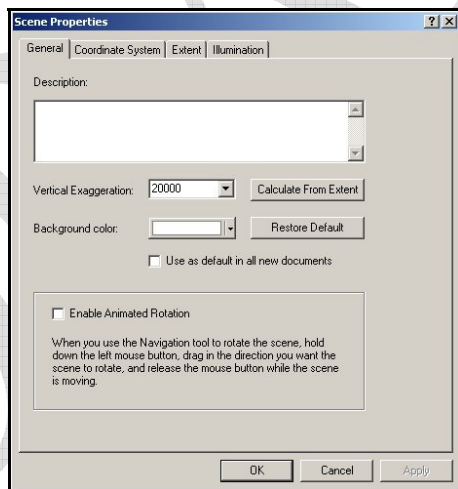 Scene Properties
General Coordinate System Extent Illumination
Description:
Vertical Exaggeration: 20000 Calculate From Extent
Background color: Restore Default
Use as default in all new documents
Enable Animated Rotation
When you use the Navigation tool to rotate the scene, hold
down the left mouse button, drag in the direction you want the
scene to rotate, and release the mouse button while the scene
is moving.
OK Cancel Apply